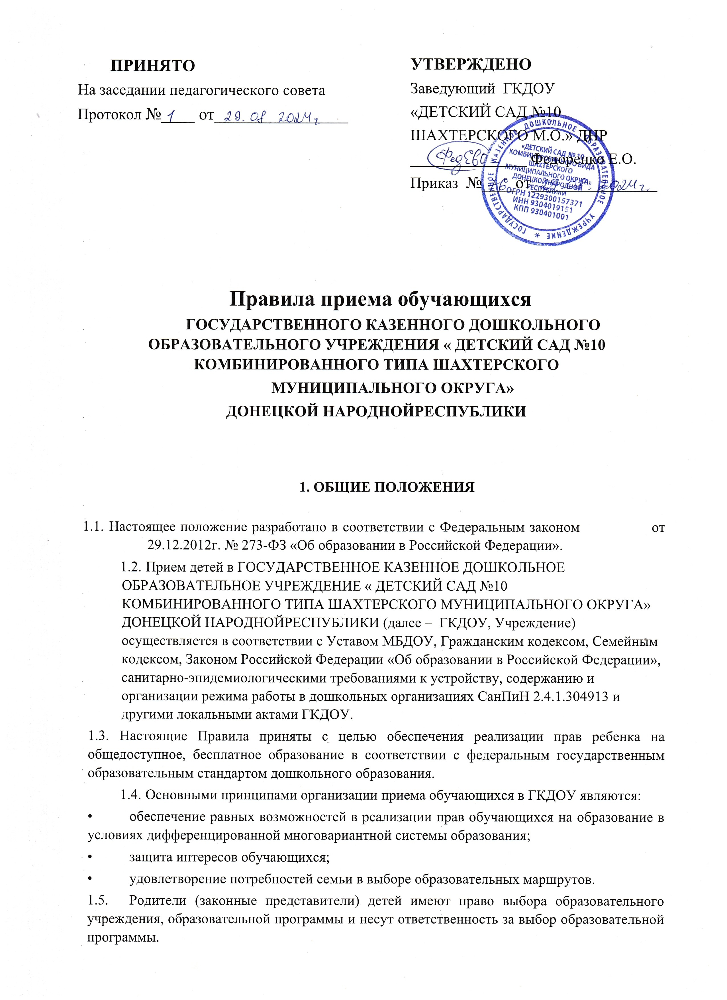 ПРИНЯТО
На заседании педагогического совета
Протокол № 1 от 29.08 2024г
УТВЕРЖДЕНО
Заведующий ГКДОУ
«ДЕТСКИЙ САД №10
ШАХТЕРСКОГО М.О.» ДНР
Федоренко Е.О.
Приказ № от 2024г.
ГОСУДАРСТВЕННОЕ КАЗЕННОЕ ДОШКОЛЬНОЕ ОБРАЗОВАТЕЛЬНОЕ УЧРЕЖДЕНИЕ *
«ДЕТСКИЙ САД № 10
КОМБИНИРОВАННОГО ВИДА
ШАХТЕРСКОГО
МУНИЦИПАЛЬНОГО ОКРУГА»
ДОНЕЦКОЙ НАРОДНОЙ
РЕСПУБЛИКИ
ОГРН 1229300157371
ИНН 9304019151
КПП 930401001
Правила приема обучающихся
ГОСУДАРСТВЕННОГО КАЗЕННОГО ДОШКОЛЬНОГО
ОБРАЗОВАТЕЛЬНОГО УЧРЕЖДЕНИЯ « ДЕТСКИЙ САД №10
КОМБИНИРОВАННОГО ТИПА ШАХТЕРСКОГО
МУНИЦИПАЛЬНОГО ОКРУГА»
ДОНЕЦКОЙ НАРОДНОЙРЕСПУБЛИКИ
1. ОБЩИЕ ПОЛОЖЕНИЯ
1.1. Настоящее положение разработано в соответствии с Федеральным законом от
29.12.2012г. № 273-ФЗ «Об образовании в Российской Федерации».
1.2. Прием детей в ГОСУДАРСТВЕННОЕ КАЗЕННОЕ ДОШКОЛЬНОЕ
ОБРАЗОВАТЕЛЬНОЕ УЧРЕЖДЕНИЕ « ДЕТСКИЙ САД №10
КОМБИНИРОВАННОГО ТИПА ШАХТЕРСКОГО МУНИЦИПАЛЬНОГО ОКРУГА»
ДОНЕЦКОЙ НАРОДНОЙРЕСПУБЛИКИ (далее – ГКДОУ, Учреждение)
осуществляется в соответствии с Уставом МБДОУ, Гражданским кодексом, Семейным
кодексом, Законом Российской Федерации «Об образовании в Российской Федерации»,
санитарно-эпидемиологическими требованиями к устройству, содержанию и
организации режима работы в дошкольных организациях СанПиН 2.4.1.304913 и
другими локальными актами ГКДОУ.
1.3. Настоящие Правила приняты с целью обеспечения реализации прав ребенка на
общедоступное, бесплатное образование в соответствии с федеральным государственным
образовательным стандартом дошкольного образования.
1.4. Основными принципами организации приема обучающихся в ГКДОУ являются:
• обеспечение равных возможностей в реализации прав обучающихся на образование в
условиях дифференцированной многовариантной системы образования;
• защита интересов обучающихся;
• удовлетворение потребностей семьи в выборе образовательных маршрутов.
1.5. Родители (законные представители) детей имеют право выбора образовательного
учреждения, образовательной программы и несут ответственность за выбор образовательной
программы.